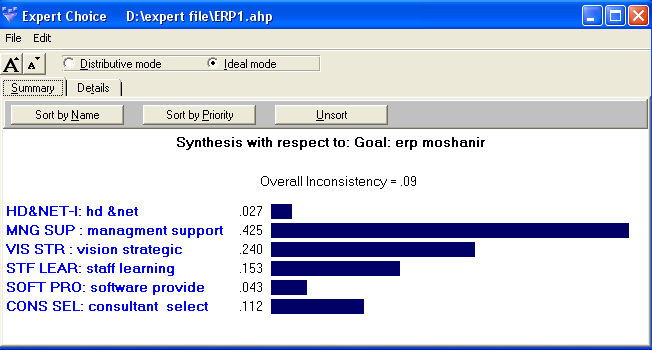 Expert Choice D:\expert file\ERP1.ahp
File Edit
A A Distributive mode Ideal mode
Summary Details
Sort by Name Sort by Priority Unsort
Synthesis with respect to: Goal: erp moshanir
Overall Inconsistency = .09
HD&NET-I: hd &net .027
MNG SUP : managment support .425
VIS STR : vision strategic .240
STF LEAR: staff learning .153
SOFT PRO: software provide .043
CONS SEL: consultant select .112